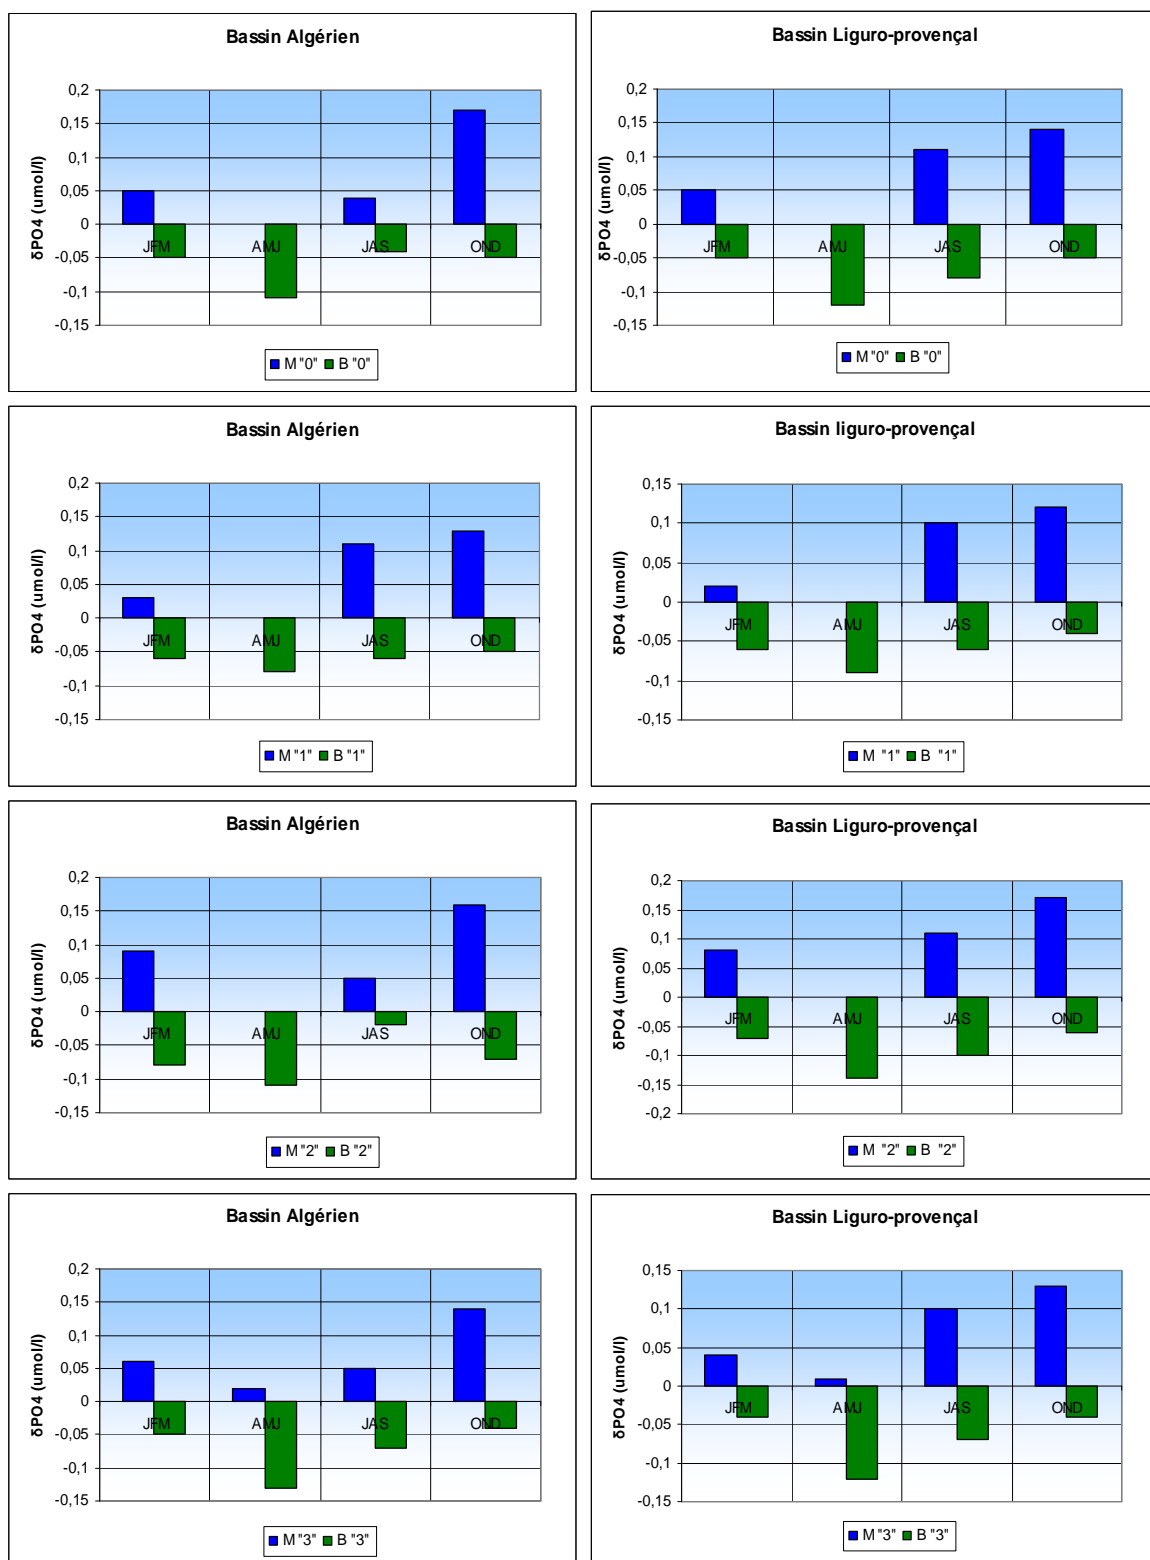 Bassin Algérien
δPO4 (umol/l)
0,2
0,15
0,1
0,05
0
-0,05
-0,1
-0,15
JFM AMJ JAS OND
M "0" B "0"
Bassin Liguro-provençal
δPO4 (umol/l)
0,2
0,15
0,1
0,05
0
-0,05
-0,1
-0,15
JFM AMJ JAS OND
M "0" B "0"
Bassin Algérien
δPO4 (umol/l)
0,2
0,15
0,1
0,05
0
-0,05
-0,1
-0,15
JFM AMJ JAS OND
M "1" B "1"
Bassin liguro-provençal
δPO4 (umol/l)
0,15
0,1
0,05
0
-0,05
-0,1
-0,15
JFM AMJ JAS OND
M "1" B "1"
Bassin Algérien
δPO4 (umol/l)
0,2
0,15
0,1
0,05
0
-0,05
-0,1
-0,15
JFM AMJ JAS OND
M "2" B "2"
Bassin Liguro-provençal
δPO4 (umol/l)
0,2
0,15
0,1
0,05
0
-0,05
-0,1
-0,15
-0,2
JFM AMJ JAS OND
M "2" B "2"
Bassin Algérien
δPO4 (umol/l)
0,2
0,15
0,1
0,05
0
-0,05
-0,1
-0,15
JFM AMJ JAS OND
M "3" B "3"
Bassin Liguro-provençal
δPO4 (umol/l)
0,15
0,1
0,05
0
-0,05
-0,1
-0,15
JFM AMJ JAS OND
M "3" B "3"